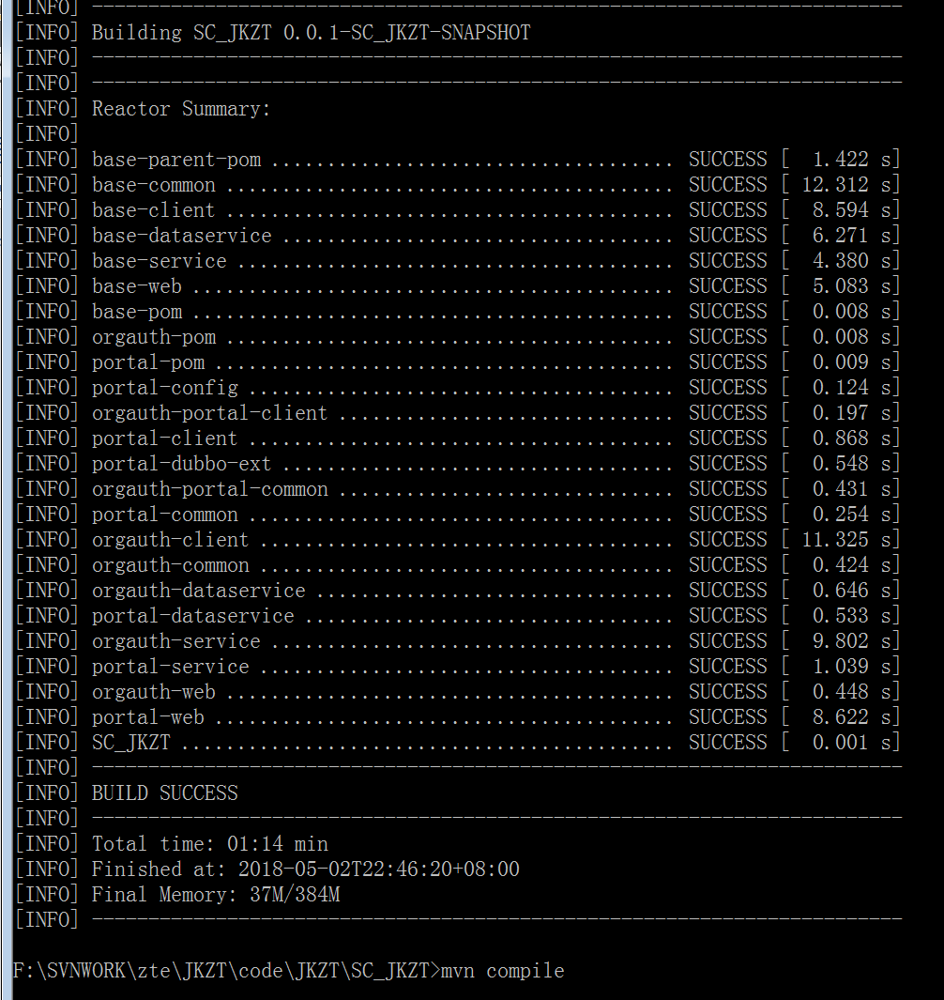 [INFO] ------------------------------------------------------------------------
[INFO] Building SC_JKZT 0.0.1-SC_JKZT-SNAPSHOT
[INFO] ------------------------------------------------------------------------
[INFO] ------------------------------------------------------------------------
[INFO] Reactor Summary:
[INFO]
[INFO] base-parent-pom .................................... SUCCESS [  1.422 s]
[INFO] base-common ........................................ SUCCESS [ 12.312 s]
[INFO] base-client ........................................ SUCCESS [  8.594 s]
[INFO] base-dataservice ................................... SUCCESS [  6.271 s]
[INFO] base-service ....................................... SUCCESS [  4.380 s]
[INFO] base-web ........................................... SUCCESS [  5.083 s]
[INFO] base-pom ........................................... SUCCESS [  0.008 s]
[INFO] orgauth-pom ........................................ SUCCESS [  0.008 s]
[INFO] portal-pom ......................................... SUCCESS [  0.009 s]
[INFO] portal-config ...................................... SUCCESS [  0.124 s]
[INFO] orgauth-portal-client .............................. SUCCESS [  0.197 s]
[INFO] portal-client ...................................... SUCCESS [  0.868 s]
[INFO] portal-dubbo-ext ................................... SUCCESS [  0.548 s]
[INFO] orgauth-portal-common .............................. SUCCESS [  0.431 s]
[INFO] portal-common ...................................... SUCCESS [  0.254 s]
[INFO] orgauth-client ..................................... SUCCESS [ 11.325 s]
[INFO] orgauth-common ..................................... SUCCESS [  0.424 s]
[INFO] orgauth-dataservice ................................ SUCCESS [  0.646 s]
[INFO] portal-dataservice ................................. SUCCESS [  0.533 s]
[INFO] orgauth-service .................................... SUCCESS [  9.802 s]
[INFO] portal-service ..................................... SUCCESS [  1.039 s]
[INFO] orgauth-web ........................................ SUCCESS [  0.448 s]
[INFO] portal-web ......................................... SUCCESS [  8.622 s]
[INFO] SC_JKZT ............................................ SUCCESS [  0.001 s]
[INFO] ------------------------------------------------------------------------
[INFO] BUILD SUCCESS
[INFO] ------------------------------------------------------------------------
[INFO] Total time: 01:14 min
[INFO] Finished at: 2018-05-02T22:46:20+08:00
[INFO] Final Memory: 37M/384M
[INFO] ------------------------------------------------------------------------
F:\SVNWORK\zte\JKZT\code\JKZT\SC_JKZT>mvn compile